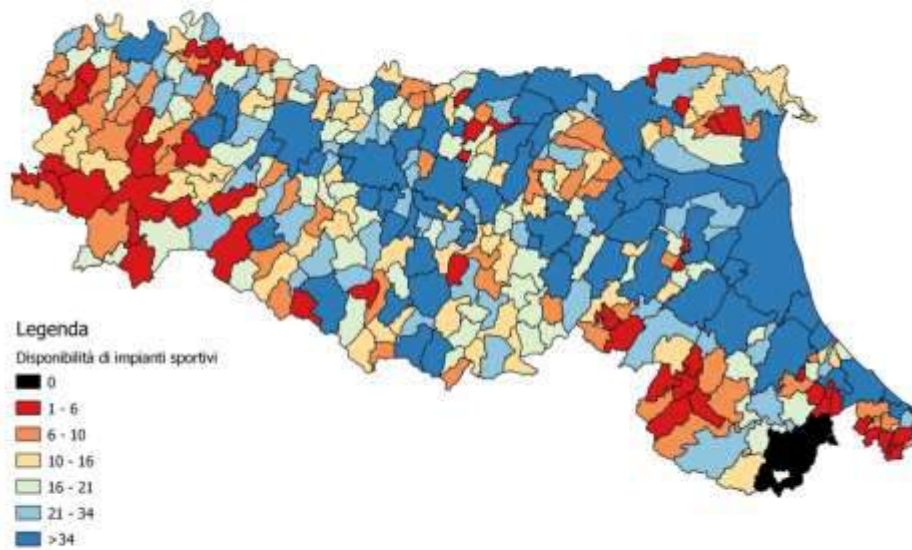 Legenda
Disponibilità di impianti sportivi
0
1 - 6
6 - 10
10 - 16
16 - 21
21 - 34
>34